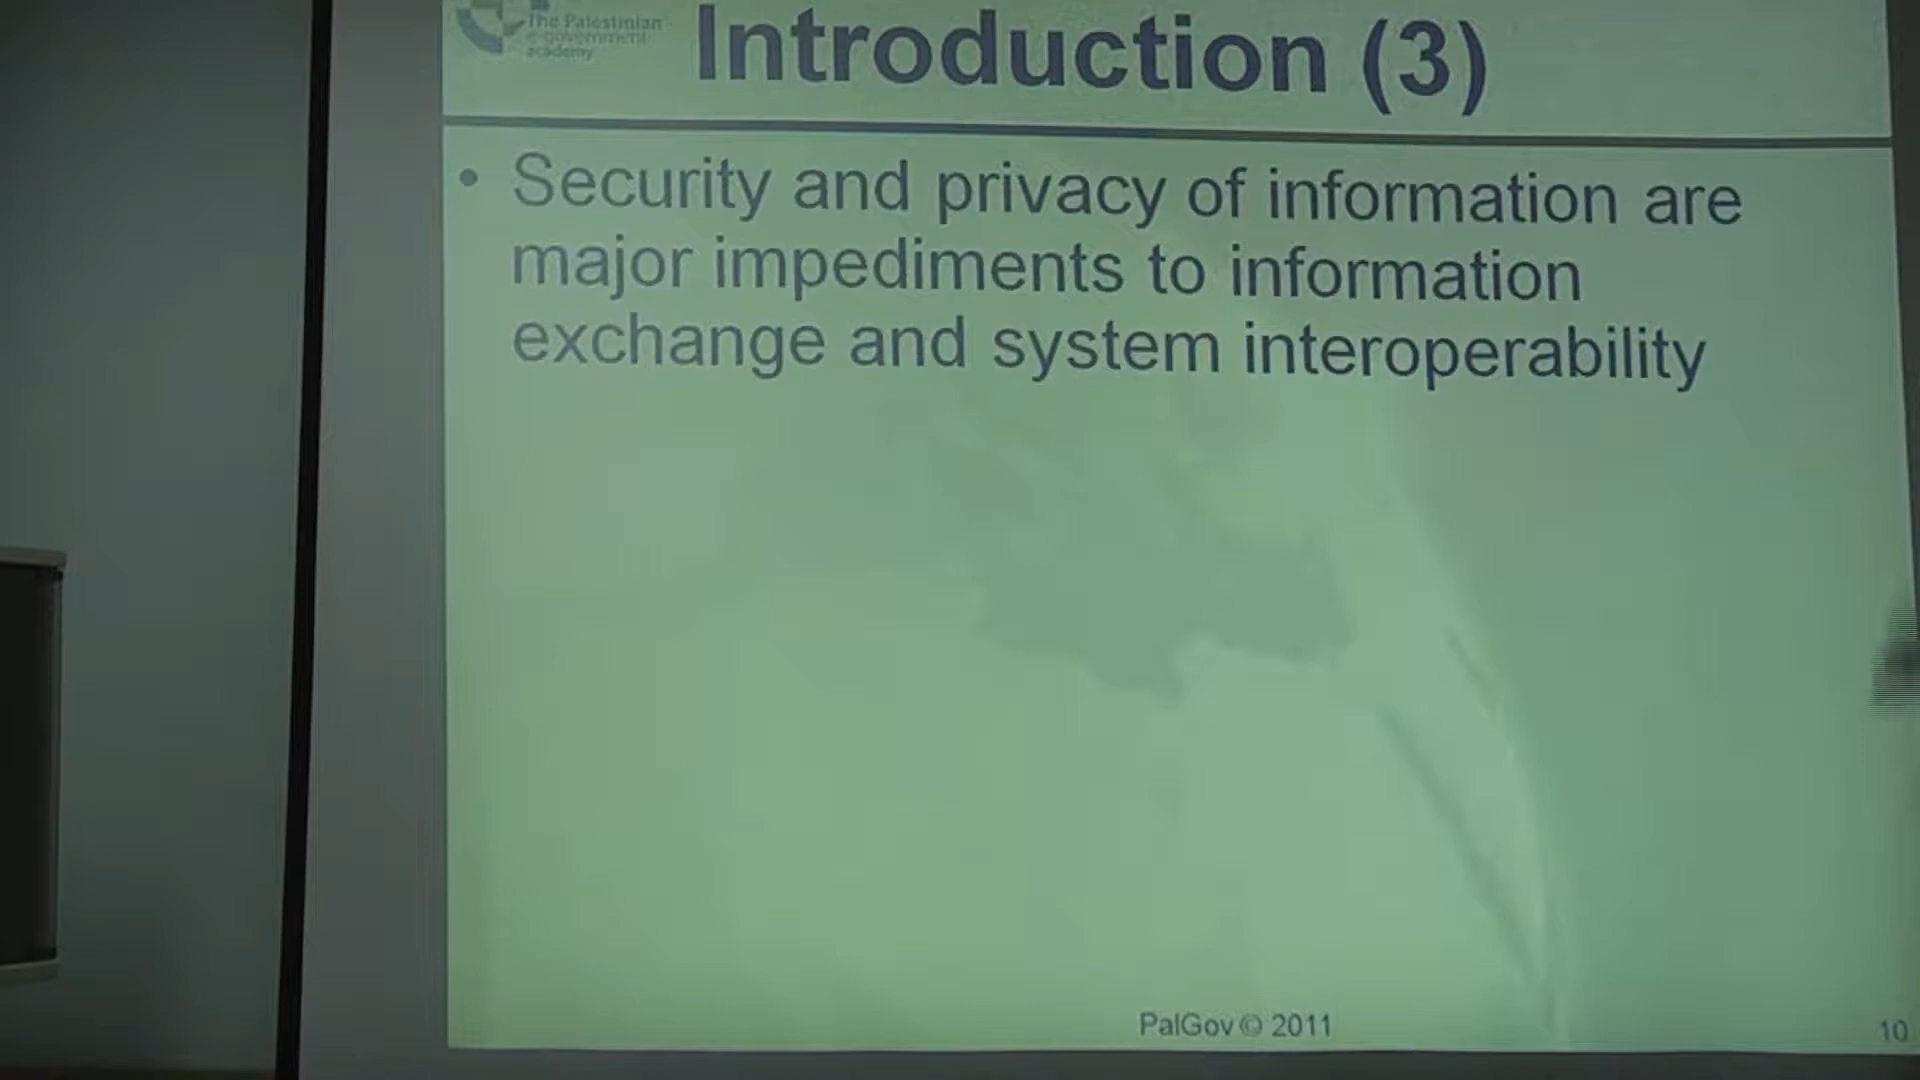 The Palestinian
e-government
academy
Introduction (3)
• Security and privacy of information are
major impediments to information
exchange and system interoperability
PalGov © 2011
10